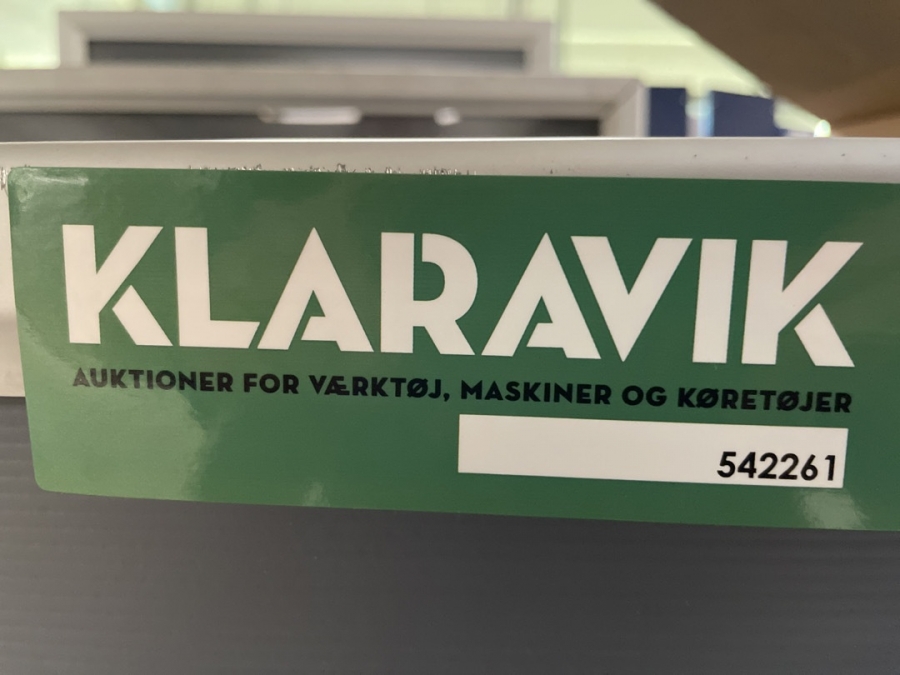 KLARAVIK
AUKTIONER FOR VÆRKTØJ, MASKINER OG KØRETØJER
542261